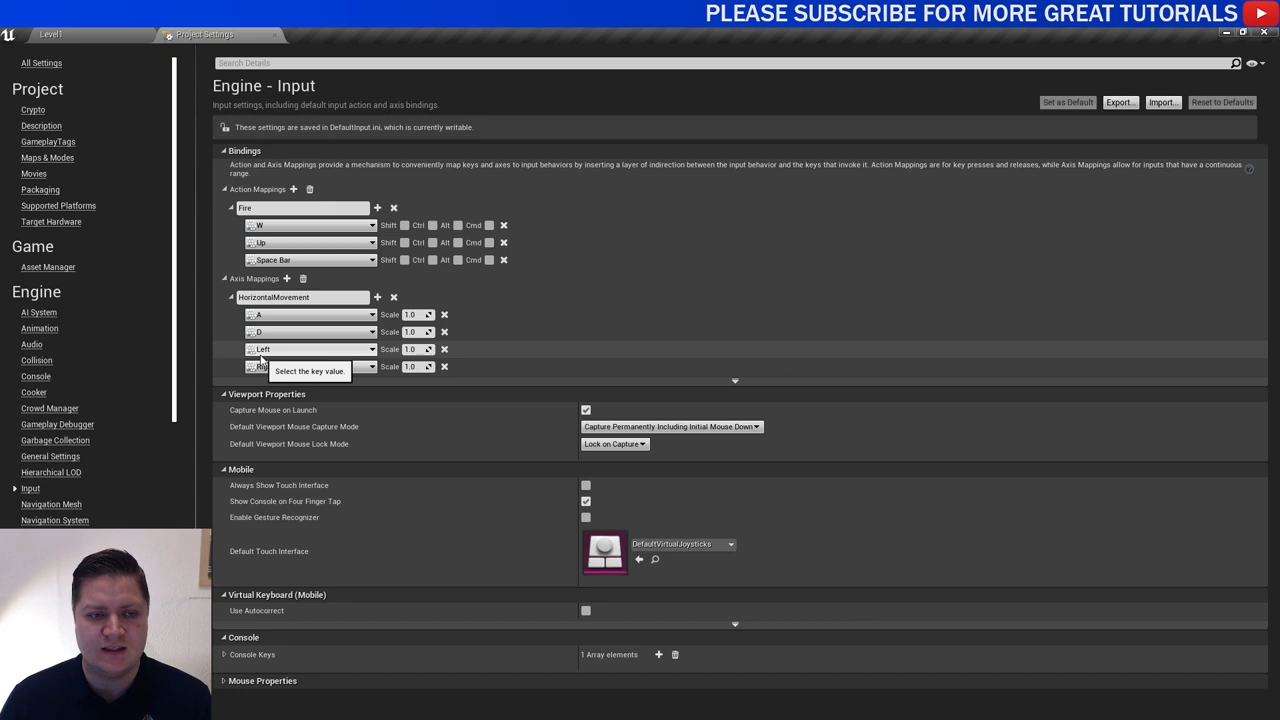 PLEASE SUBSCRIBE FOR MORE GREAT TUTORIALS
Level1
Project Settings
All Settings
Project
Crypto
Description
GameplayTags
Maps & Modes
Movies
Packaging
Supported Platforms
Target Hardware
Game
Asset Manager
Engine
AI System
Animation
Audio
Collision
Console
Cooker
Crowd Manager
Gameplay Debugger
Garbage Collection
General Settings
Hierarchical LOD
Input
Navigation Mesh
Navigation System
Search Details
Engine - Input
Input settings, including default input action and axis bindings.
Set as Default Export... Import... Reset to Defaults
These settings are saved in DefaultInput.ini, which is currently writable.
Bindings
Action and Axis Mappings provide a mechanism to conveniently map keys and axes to input behaviors by inserting a layer of indirection between the input behavior and the keys that invoke it. Action Mappings are for key presses and releases, while Axis Mappings allow for inputs that have a continuous
range.
Action Mappings
Fire
W Shift Ctrl Alt Cmd
Up Shift Ctrl Alt Cmd
Space Bar Shift Ctrl Alt Cmd
Axis Mappings
HorizontalMovement
A Scale 1.0
D Scale 1.0
Left Scale 1.0
Scale 1.0
Select the key value.
Viewport Properties
Capture Mouse on Launch
Default Viewport Mouse Capture Mode Capture Permanently Including Initial Mouse Down
Default Viewport Mouse Lock Mode Lock on Capture
Mobile
Always Show Touch Interface
Show Console on Four Finger Tap
Enable Gesture Recognizer
Default Touch Interface DefaultVirtualJoysticks
Virtual Keyboard (Mobile)
Use Autocorrect
Console
Console Keys 1 Array elements
Mouse Properties